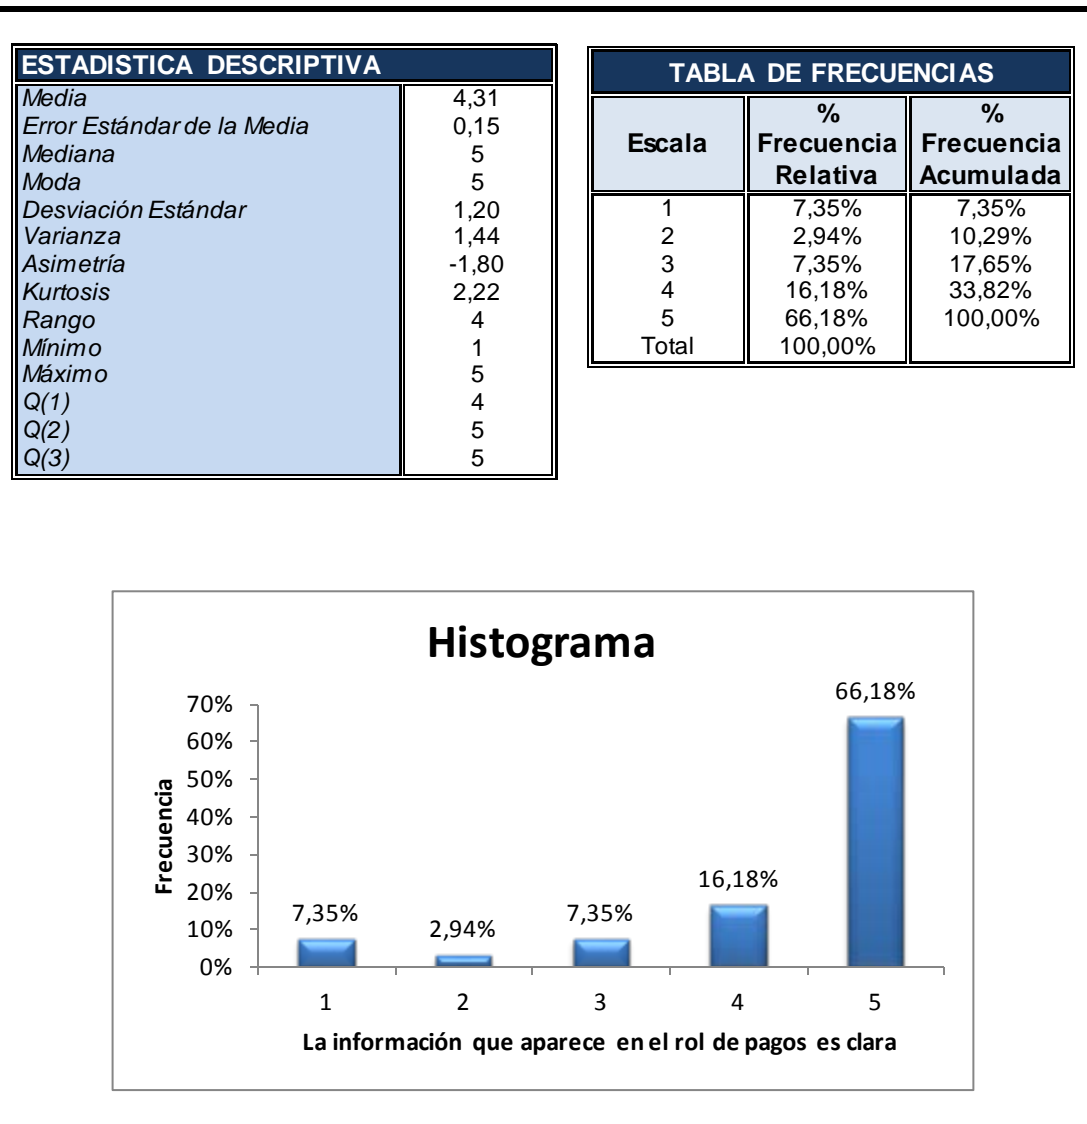 ESTADISTICA DESCRIPTIVA
Media 4,31
Error Estándar de la Media 0,15
Mediana 5
Moda 5
Desviación Estándar 1,20
Varianza 1,44
Asimetría -1,80
Kurtosis 2,22
Rango 4
Mínimo 1
Máximo 5
Q(1) 4
Q(2) 5
Q(3) 5
TABLA DE FRECUENCIAS
Escala % Frecuencia Relativa % Frecuencia Acumulada
1 7,35% 7,35%
2 2,94% 10,29%
3 7,35% 17,65%
4 16,18% 33,82%
5 66,18% 100,00%
Total 100,00%
Histograma
Frecuencia
70%
60%
50%
40%
30%
20%
10%
0%
7,35%
2,94%
7,35%
16,18%
66,18%
1 2 3 4 5
La información que aparece en el rol de pagos es clara